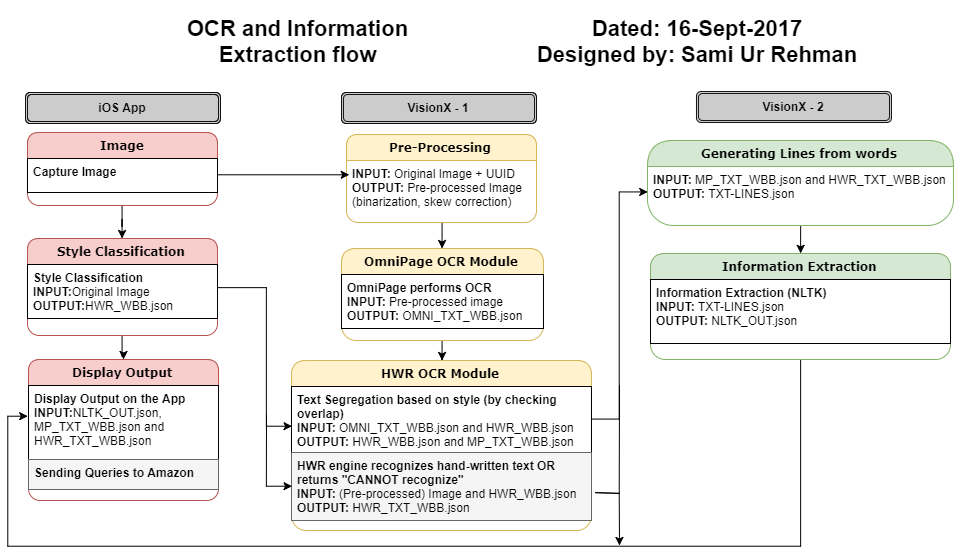 OCR and Information
Extraction flow
Dated: 16-Sept-2017
Designed by: Sami Ur Rehman
iOS App
Image
Capture Image
Style Classification
Style Classification
INPUT:Original Image
OUTPUT:HWR_WBB.json
Display Output
Display Output on the App
INPUT:NLTK_OUT.json,
MP_TXT_WBB.json and
HWR_TXT_WBB.json
Sending Queries to Amazon
VisionX - 1
Pre-Processing
INPUT: Original Image + UUID
OUTPUT: Pre-processed Image
(binarization, skew correction)
OmniPage OCR Module
OmniPage performs OCR
INPUT: Pre-processed image
OUTPUT: OMNI_TXT_WBB.json
HWR OCR Module
Text Segregation based on style (by checking
overlap)
INPUT: OMNI_TXT_WBB.json and HWR_WBB.json
OUTPUT: HWR_WBB.json and MP_TXT_WBB.json
HWR engine recognizes hand-written text OR
returns "CANNOT recognize"
INPUT: (Pre-processed) Image and HWR_WBB.json
OUTPUT: HWR_TXT_WBB.json
VisionX - 2
Generating Lines from words
INPUT: MP_TXT_WBB.json and HWR_TXT_WBB.json
OUTPUT: TXT-LINES.json
Information Extraction
Information Extraction (NLTK)
INPUT: TXT-LINES.json
OUTPUT: NLTK_OUT.json